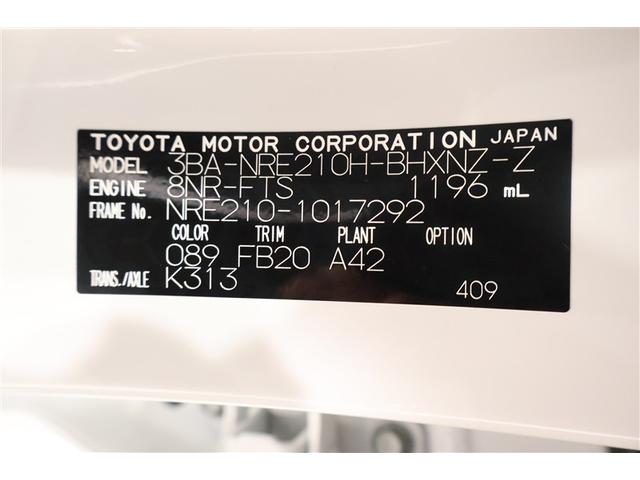 TOYOTA MOTOR CORPORATION JAPAN
MODEL 3BA-NRE210H-BHXNZ-Z
ENGINE 8NR-FTS 1196 mL
FRAME No. NRE210-1017292
COLOR TRIM PLANT OPTION
089 FB20 A42
TRANS./AXLE K313
409